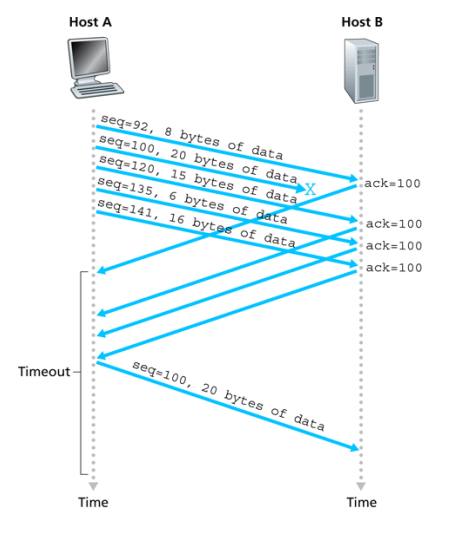 Host A
Host B
seq=92, 8 bytes of data
seq=100, 20 bytes of data
X
seq=120, 15 bytes of data
seq=135, 6 bytes of data
seq=141, 16 bytes of data
ack=100
ack=100
ack=100
ack=100
Timeout
seq=100, 20 bytes of data
Time
Time